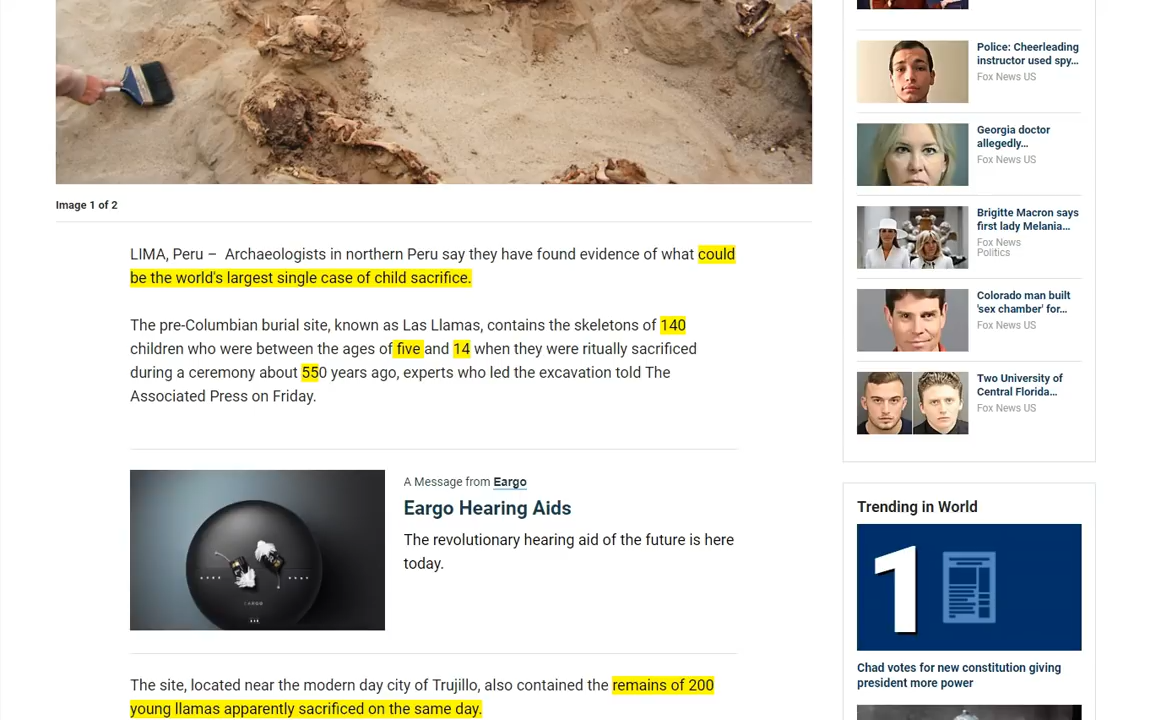 Image 1 of 2
LIMA, Peru – Archaeologists in northern Peru say they have found evidence of what could
be the world's largest single case of child sacrifice.
The pre-Columbian burial site, known as Las Llamas, contains the skeletons of 140
children who were between the ages of five and 14 when they were ritually sacrificed
during a ceremony about 550 years ago, experts who led the excavation told The
Associated Press on Friday.
A Message from Eargo
Eargo Hearing Aids
The revolutionary hearing aid of the future is here
today.
EARGO
The site, located near the modern day city of Trujillo, also contained the remains of 200
young llamas apparently sacrificed on the same day.
Police: Cheerleading
instructor used spy...
Fox News US
Georgia doctor
allegedly...
Fox News US
Brigitte Macron says
first lady Melania...
Fox News
Politics
Colorado man built
'sex chamber' for...
Fox News US
Two University of
Central Florida...
Fox News US
Trending in World
1
Chad votes for new constitution giving
president more power